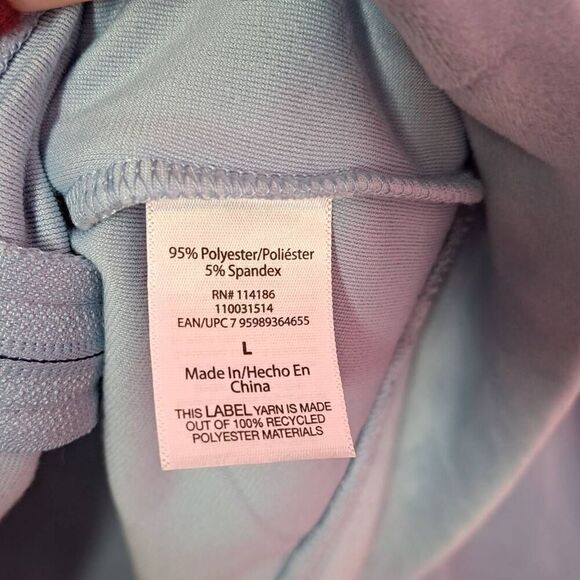 95% Polyester/Poliéster
5% Spandex
RN# 114186
110031514
EAN/UPC 7 95989364655
L
Made In/Hecho En
China
THIS LABEL YARN IS MADE
OUT OF 100% RECYCLED
POLYESTER MATERIALS